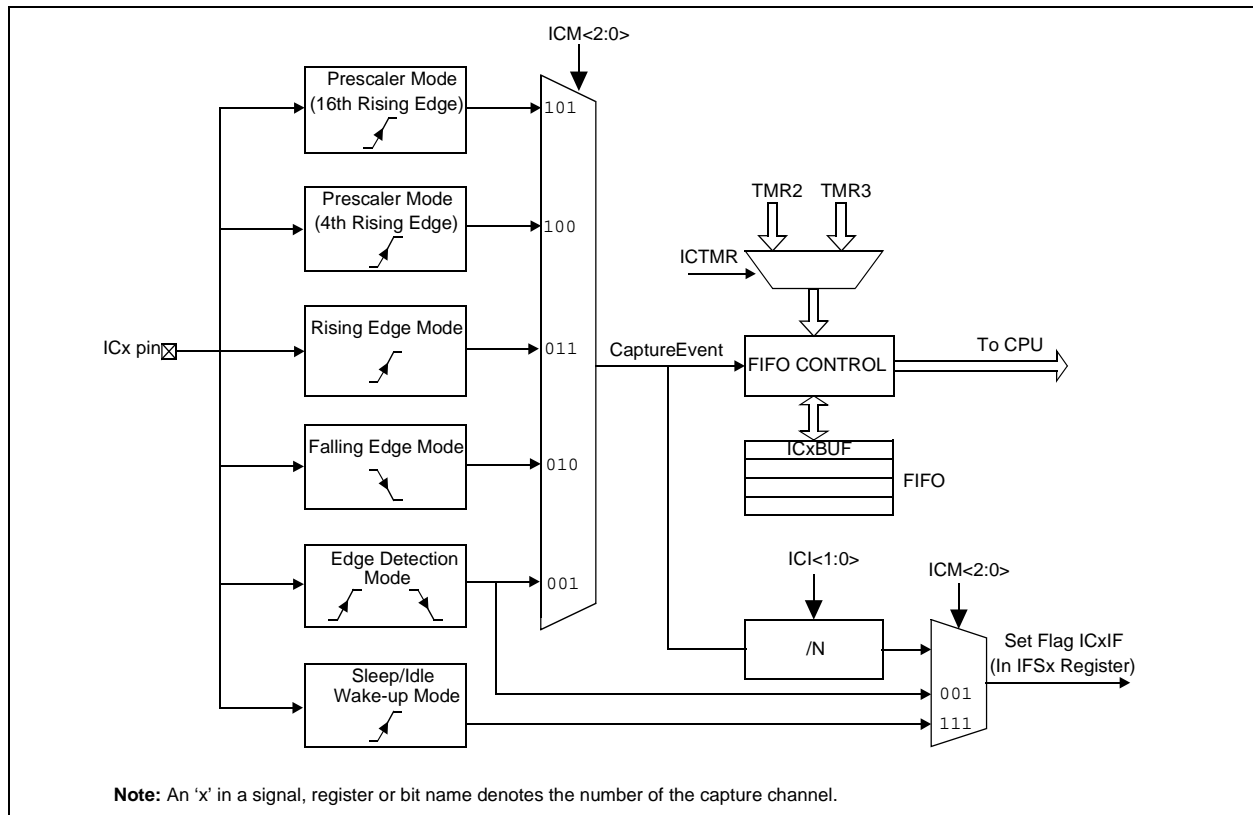 ICM<2:0>
Prescaler Mode
(16th Rising Edge)
101
Prescaler Mode
(4th Rising Edge)
100
TMR2
TMR3
ICTMR
ICx pin
Rising Edge Mode
011
CaptureEvent
FIFO CONTROL
To CPU
Falling Edge Mode
010
ICxBUF
FIFO
Edge Detection
Mode
001
ICI<1:0>
ICM<2:0>
/N
Set Flag ICxIF
(In IFSx Register)
Sleep/Idle
Wake-up Mode
001
111
Note: An ‘x’ in a signal, register or bit name denotes the number of the capture channel.